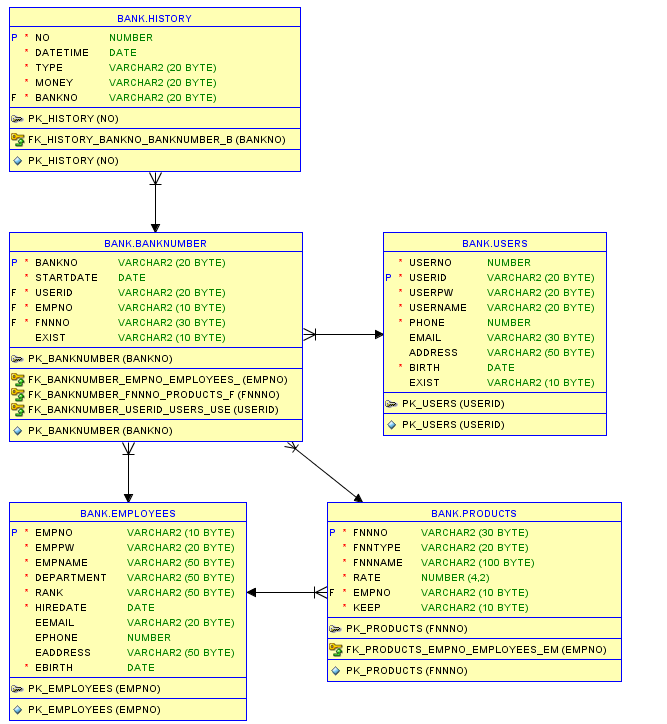 BANK.HISTORY
P * NO NUMBER
* DATETIME DATE
* TYPE VARCHAR2 (20 BYTE)
* MONEY VARCHAR2 (20 BYTE)
F * BANKNO VARCHAR2 (20 BYTE)
PK_HISTORY (NO)
FK_HISTORY_BANKNO_BANKNUMBER_B (BANKNO)
PK_HISTORY (NO)
BANK.BANKNUMBER
P * BANKNO VARCHAR2 (20 BYTE)
* STARTDATE DATE
F * USERID VARCHAR2 (20 BYTE)
F * EMPNO VARCHAR2 (10 BYTE)
F * FNNNO VARCHAR2 (30 BYTE)
EXIST VARCHAR2 (10 BYTE)
PK_BANKNUMBER (BANKNO)
FK_BANKNUMBER_EMPNO_EMPLOYEES_ (EMPNO)
FK_BANKNUMBER_FNNNO_PRODUCTS_F (FNNNO)
FK_BANKNUMBER_USERID_USERS_USE (USERID)
PK_BANKNUMBER (BANKNO)
BANK.USERS
* USERNO NUMBER
P * USERID VARCHAR2 (20 BYTE)
* USERPW VARCHAR2 (20 BYTE)
* USERNAME VARCHAR2 (20 BYTE)
* PHONE NUMBER
EMAIL VARCHAR2 (30 BYTE)
ADDRESS VARCHAR2 (50 BYTE)
* BIRTH DATE
EXIST VARCHAR2 (10 BYTE)
PK_USERS (USERID)
PK_USERS (USERID)
BANK.EMPLOYEES
P * EMPNO VARCHAR2 (10 BYTE)
* EMPPW VARCHAR2 (20 BYTE)
* EMPNAME VARCHAR2 (50 BYTE)
* DEPARTMENT VARCHAR2 (50 BYTE)
* RANK VARCHAR2 (50 BYTE)
* HIREDATE DATE
EEMAIL VARCHAR2 (20 BYTE)
EPHONE NUMBER
EADDRESS VARCHAR2 (50 BYTE)
* EBIRTH DATE
PK_EMPLOYEES (EMPNO)
PK_EMPLOYEES (EMPNO)
BANK.PRODUCTS
P * FNNNO VARCHAR2 (30 BYTE)
* FNNTYPE VARCHAR2 (20 BYTE)
* FNNNAME VARCHAR2 (100 BYTE)
* RATE NUMBER (4,2)
F * EMPNO VARCHAR2 (10 BYTE)
* KEEP VARCHAR2 (10 BYTE)
PK_PRODUCTS (FNNNO)
FK_PRODUCTS_EMPNO_EMPLOYEES_EM (EMPNO)
PK_PRODUCTS (FNNNO)